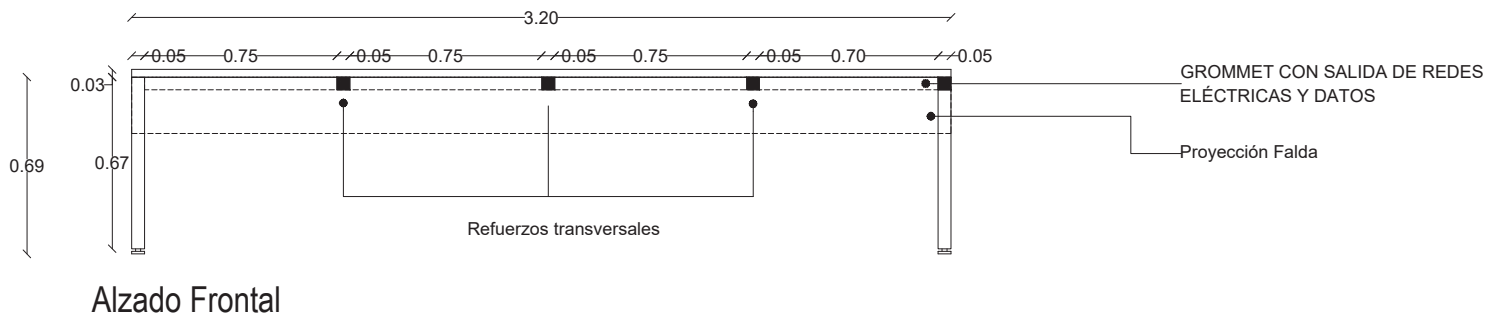 3.20
0.05 0.75 0.05 0.75 0.05 0.75 0.05 0.70 0.05
0.03
GROMMET CON SALIDA DE REDES
ELÉCTRICAS Y DATOS
0.69
0.67
Proyección Falda
Refuerzos transversales
Alzado Frontal